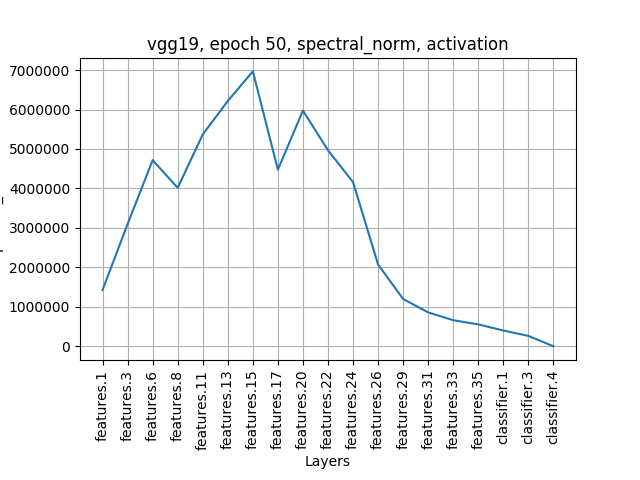 vgg19, epoch 50, spectral_norm, activation
7000000
6000000
5000000
4000000
3000000
2000000
1000000
0
features.1
features.3
features.6
features.8
features.11
features.13
features.15
features.17
features.20
features.22
features.24
features.26
features.29
features.31
features.33
features.35
classifier.1
classifier.3
classifier.4
Layers